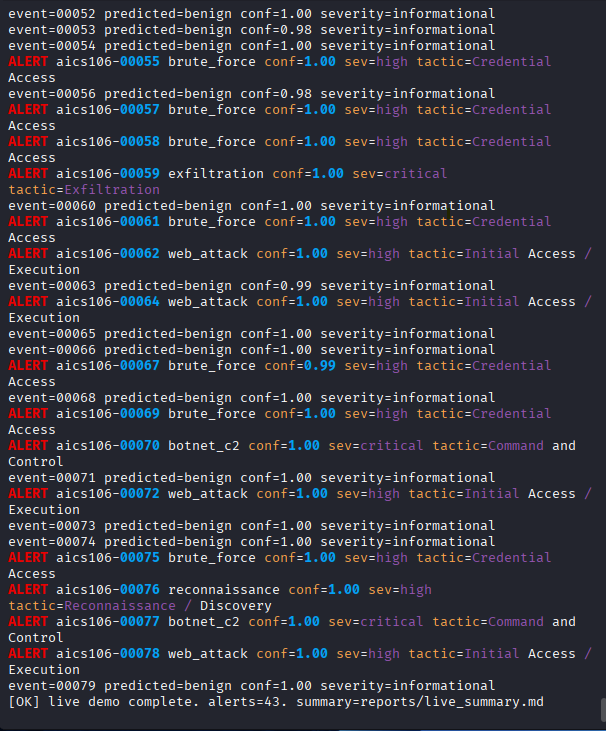 event=00052 predicted=benign conf=1.00 severity=informational
event=00053 predicted=benign conf=0.98 severity=informational
event=00054 predicted=benign conf=1.00 severity=informational
ALERT aics106-00055 brute_force conf=1.00 sev=high tactic=Credential
Access
event=00056 predicted=benign conf=0.98 severity=informational
ALERT aics106-00057 brute_force conf=1.00 sev=high tactic=Credential
Access
ALERT aics106-00058 brute_force conf=1.00 sev=high tactic=Credential
Access
ALERT aics106-00059 exfiltration conf=1.00 sev=critical
tactic=Exfiltration
event=00060 predicted=benign conf=1.00 severity=informational
ALERT aics106-00061 brute_force conf=1.00 sev=high tactic=Credential
Access
ALERT aics106-00062 web_attack conf=1.00 sev=high tactic=Initial Access /
Execution
event=00063 predicted=benign conf=0.99 severity=informational
ALERT aics106-00064 web_attack conf=1.00 sev=high tactic=Initial Access /
Execution
event=00065 predicted=benign conf=1.00 severity=informational
event=00066 predicted=benign conf=1.00 severity=informational
ALERT aics106-00067 brute_force conf=0.99 sev=high tactic=Credential
Access
event=00068 predicted=benign conf=1.00 severity=informational
ALERT aics106-00069 brute_force conf=1.00 sev=high tactic=Credential
Access
ALERT aics106-00070 botnet_c2 conf=1.00 sev=critical tactic=Command and
Control
event=00071 predicted=benign conf=1.00 severity=informational
ALERT aics106-00072 web_attack conf=1.00 sev=high tactic=Initial Access /
Execution
event=00073 predicted=benign conf=1.00 severity=informational
event=00074 predicted=benign conf=1.00 severity=informational
ALERT aics106-00075 brute_force conf=1.00 sev=high tactic=Credential
Access
ALERT aics106-00076 reconnaissance conf=1.00 sev=high
tactic=Reconnaissance / Discovery
ALERT aics106-00077 botnet_c2 conf=1.00 sev=critical tactic=Command and
Control
ALERT aics106-00078 web_attack conf=1.00 sev=high tactic=Initial Access /
Execution
event=00079 predicted=benign conf=1.00 severity=informational
[OK] live demo complete. alerts=43. summary=reports/live_summary.md